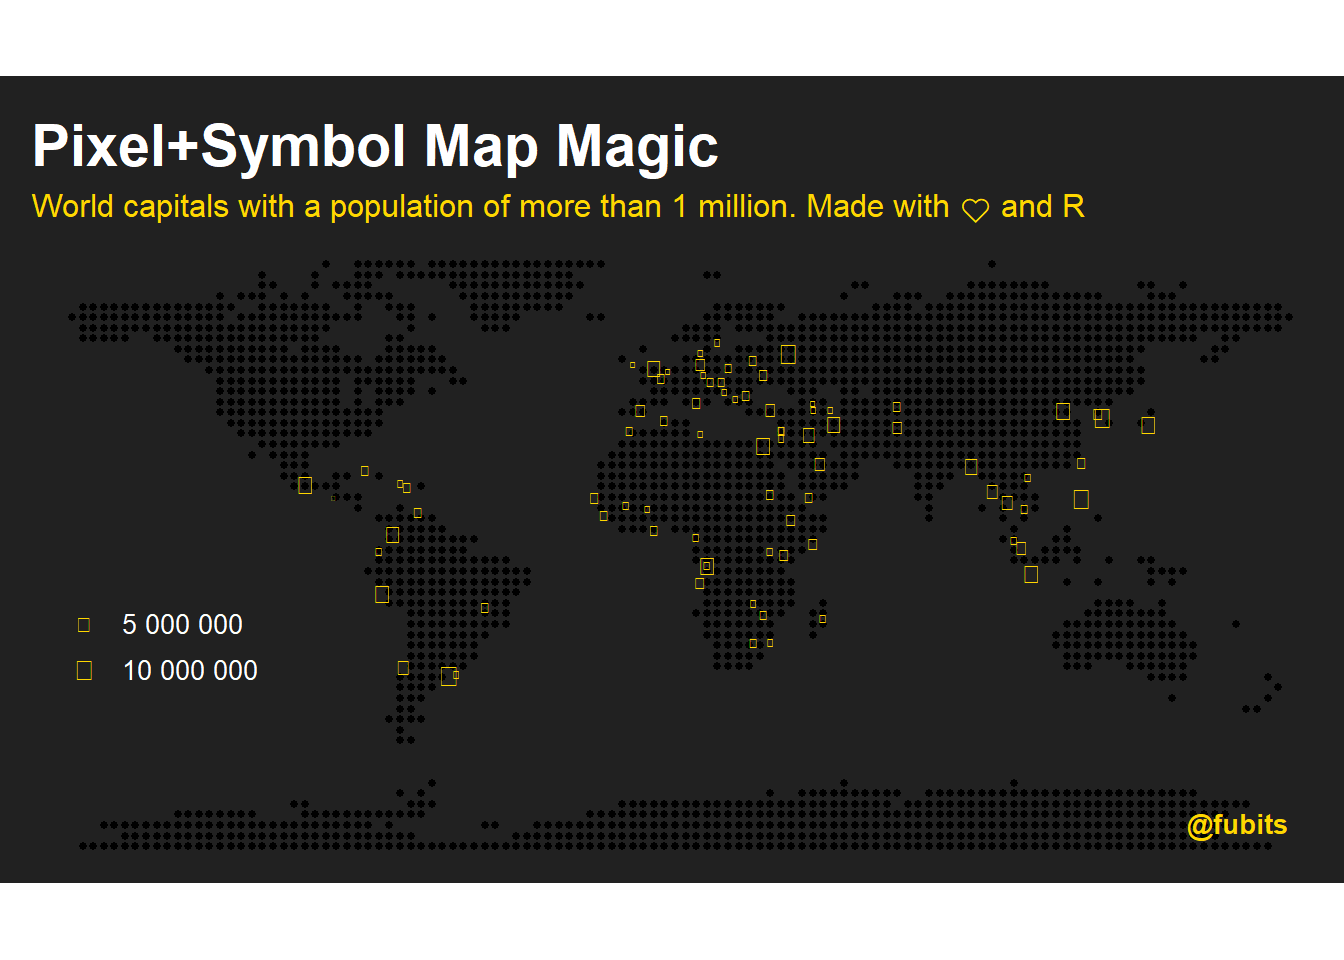 Pixel+Symbol Map Magic
World capitals with a population of more than 1 million. Made with ♡ and R
5 000 000
10 000 000
@fubits